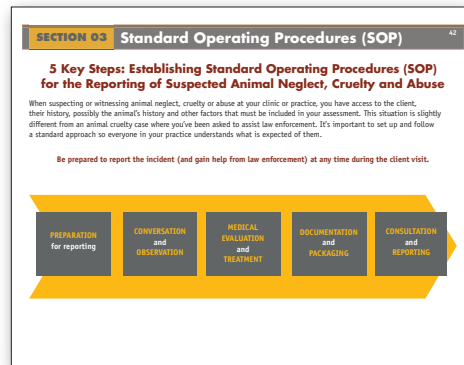 SECTION 03 Standard Operating Procedures (SOP) 42
5 Key Steps: Establishing Standard Operating Procedures (SOP)
for the Reporting of Suspected Animal Neglect, Cruelty and Abuse
When suspecting or witnessing animal neglect, cruelty or abuse at your clinic or practice, you have access to the client,
their history, possibly the animal's history and other factors that must be included in your assessment. This situation is slightly
different from an animal cruelty case where you've been asked to assist law enforcement. It's important to set up and follow
a standard approach so everyone in your practice understands what is expected of them.
Be prepared to report the incident (and gain help from law enforcement) at any time during the client visit.
PREPARATION
for reporting
CONVERSATION
and
OBSERVATION
MEDICAL
EVALUATION
and
TREATMENT
DOCUMENTATION
and
PACKAGING
CONSULTATION
and
REPORTING